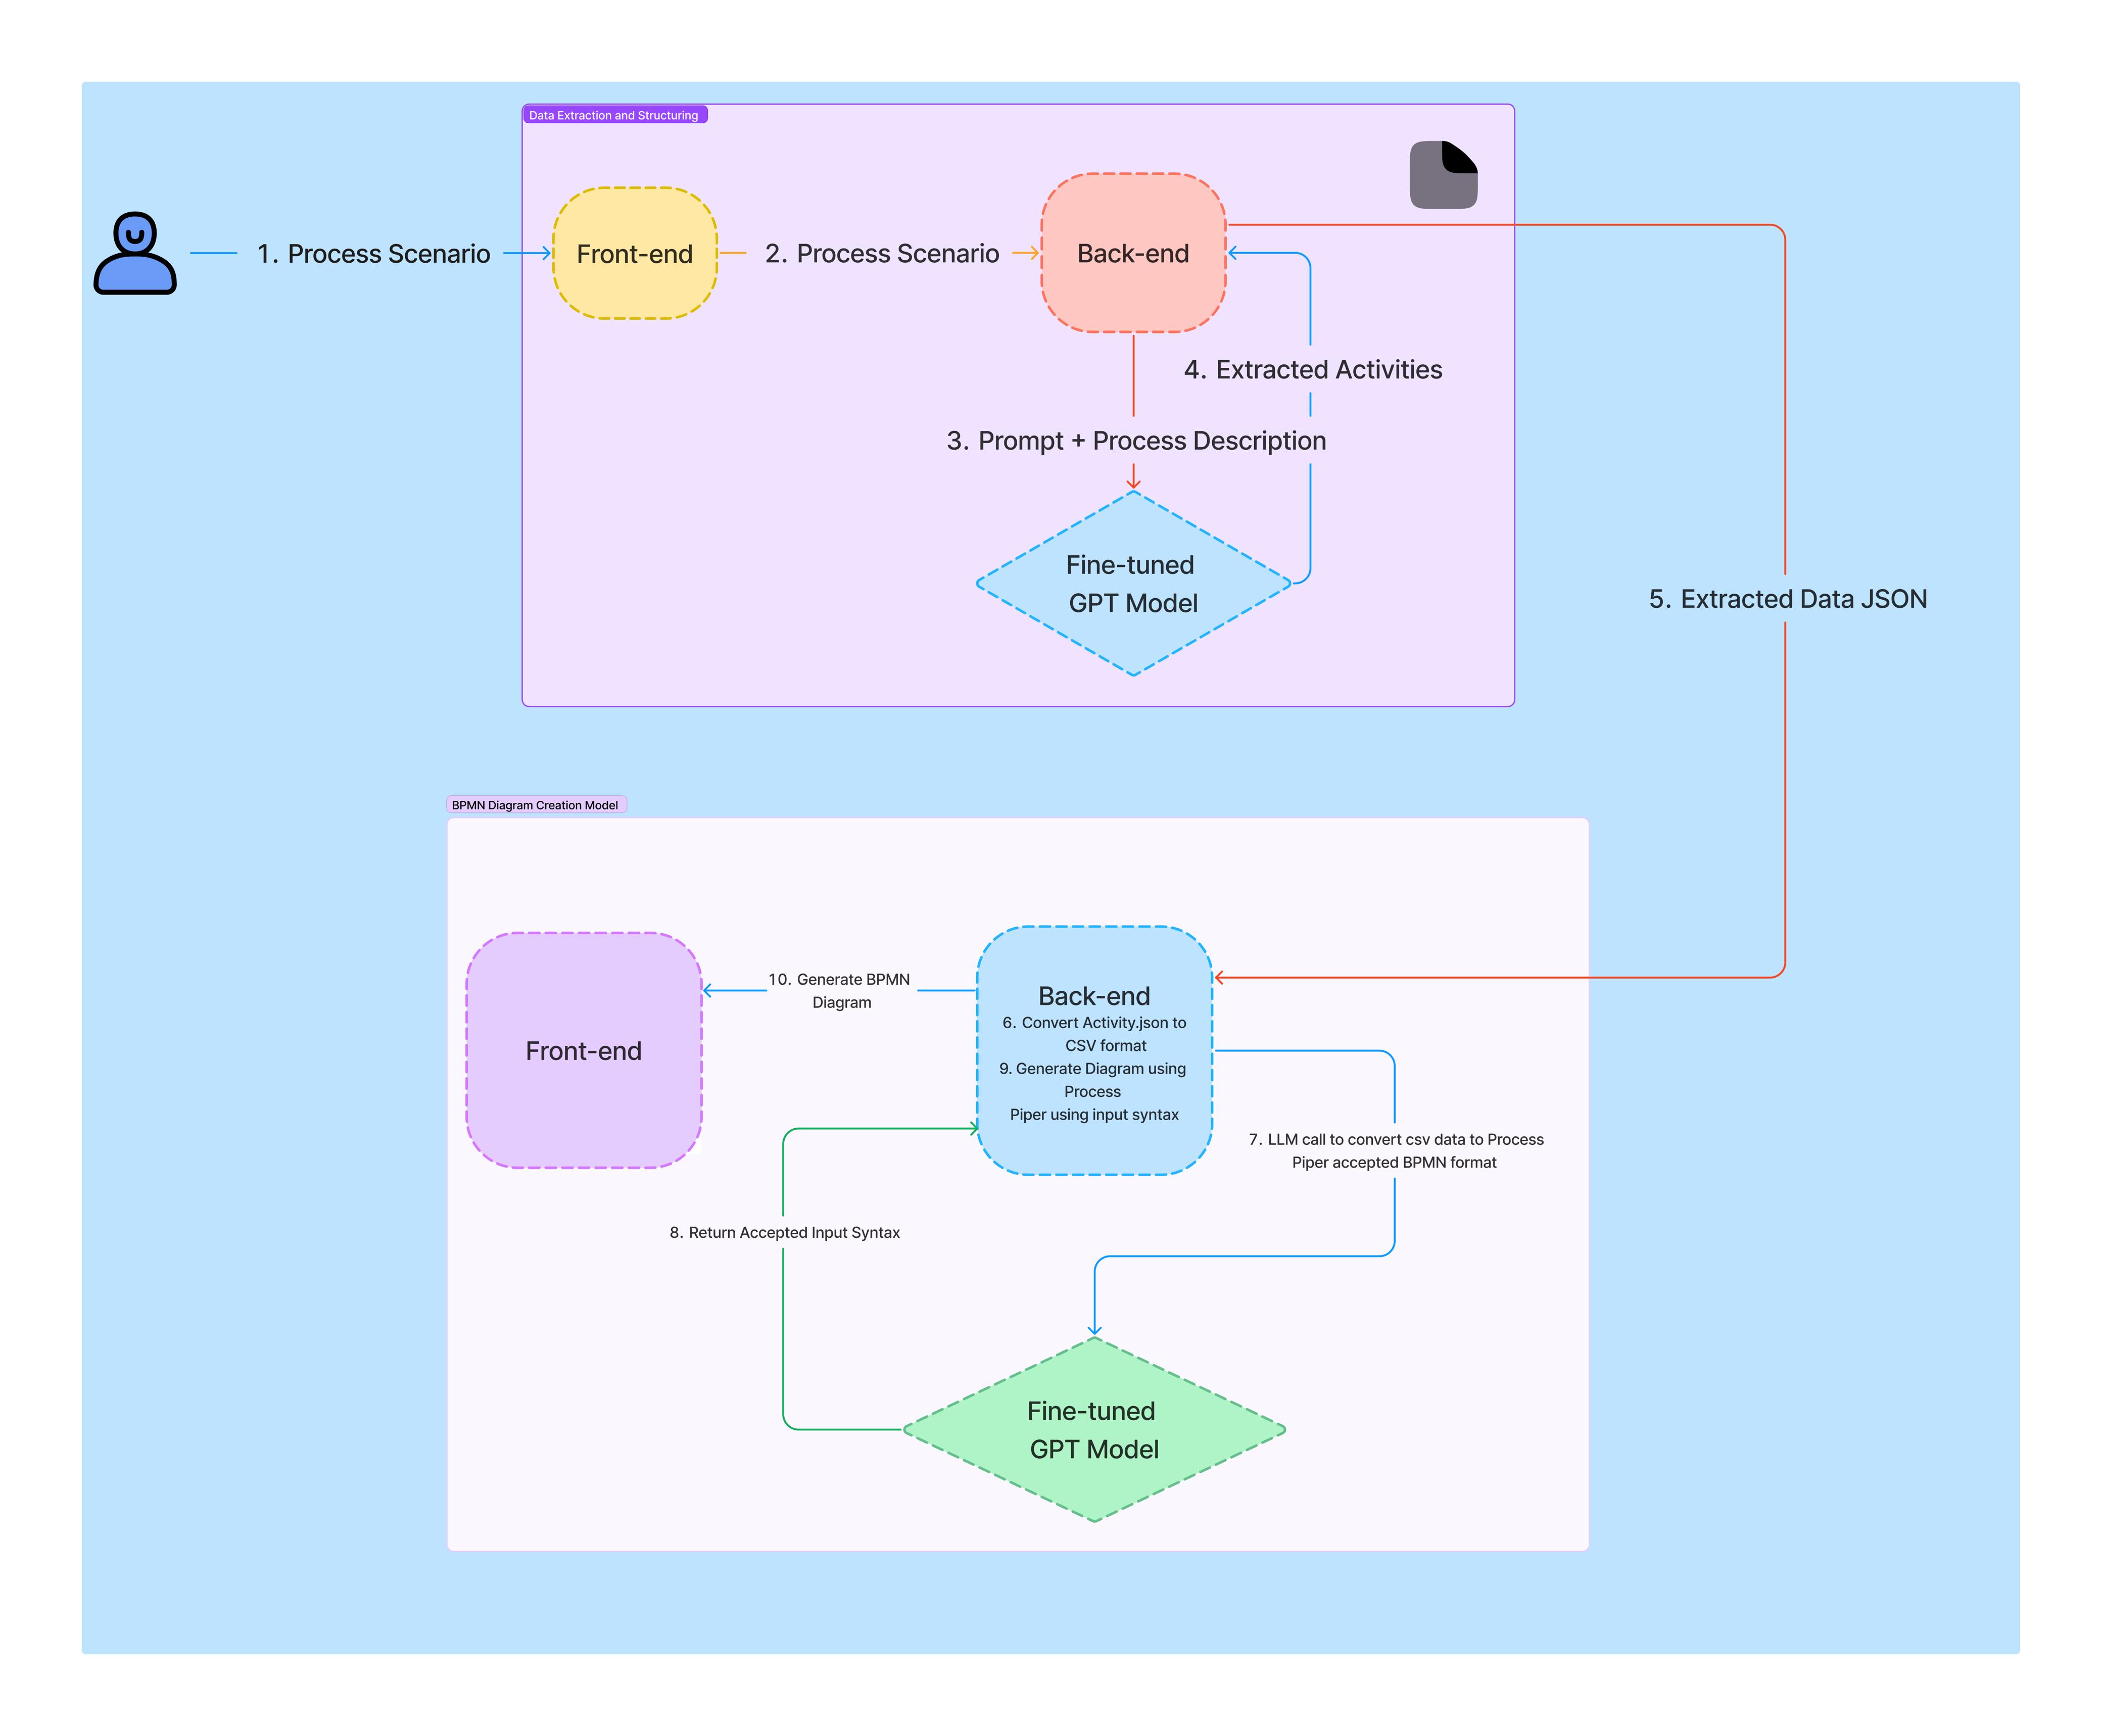 Data Extraction and Structuring
1. Process Scenario
Front-end
2. Process Scenario
Back-end
4. Extracted Activities
3. Prompt + Process Description
Fine-tuned
GPT Model
5. Extracted Data JSON
BPMN Diagram Creation Model
Front-end
10. Generate BPMN
Diagram
Back-end
6. Convert Activity.json to
CSV format
9. Generate Diagram using
Process
Piper using input syntax
7. LLM call to convert csv data to Process
Piper accepted BPMN format
8. Return Accepted Input Syntax
Fine-tuned
GPT Model